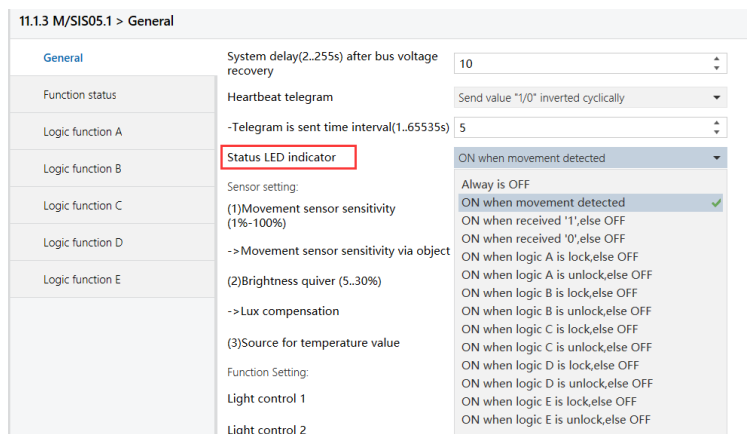 11.1.3 M/SIS05.1 > General
General
Function status
Logic function A
Logic function B
Logic function C
Logic function D
Logic function E
System delay(2..255s) after bus voltage
recovery
10
Heartbeat telegram
Send value "1/0" inverted cyclically
-Telegram is sent time interval(1..65535s)
5
Status LED indicator
ON when movement detected
Sensor setting:
(1)Movement sensor sensitivity
(1%-100%)
->Movement sensor sensitivity via object
(2)Brightness quiver (5..30%)
->Lux compensation
(3)Source for temperature value
Function Setting:
Light control 1
Light control 2
Alway is OFF
ON when movement detected
ON when received '1',else OFF
ON when received '0',else OFF
ON when logic A is lock,else OFF
ON when logic A is unlock,else OFF
ON when logic B is lock,else OFF
ON when logic B is unlock,else OFF
ON when logic C is lock,else OFF
ON when logic C is unlock,else OFF
ON when logic D is lock,else OFF
ON when logic D is unlock,else OFF
ON when logic E is lock,else OFF
ON when logic E is unlock,else OFF